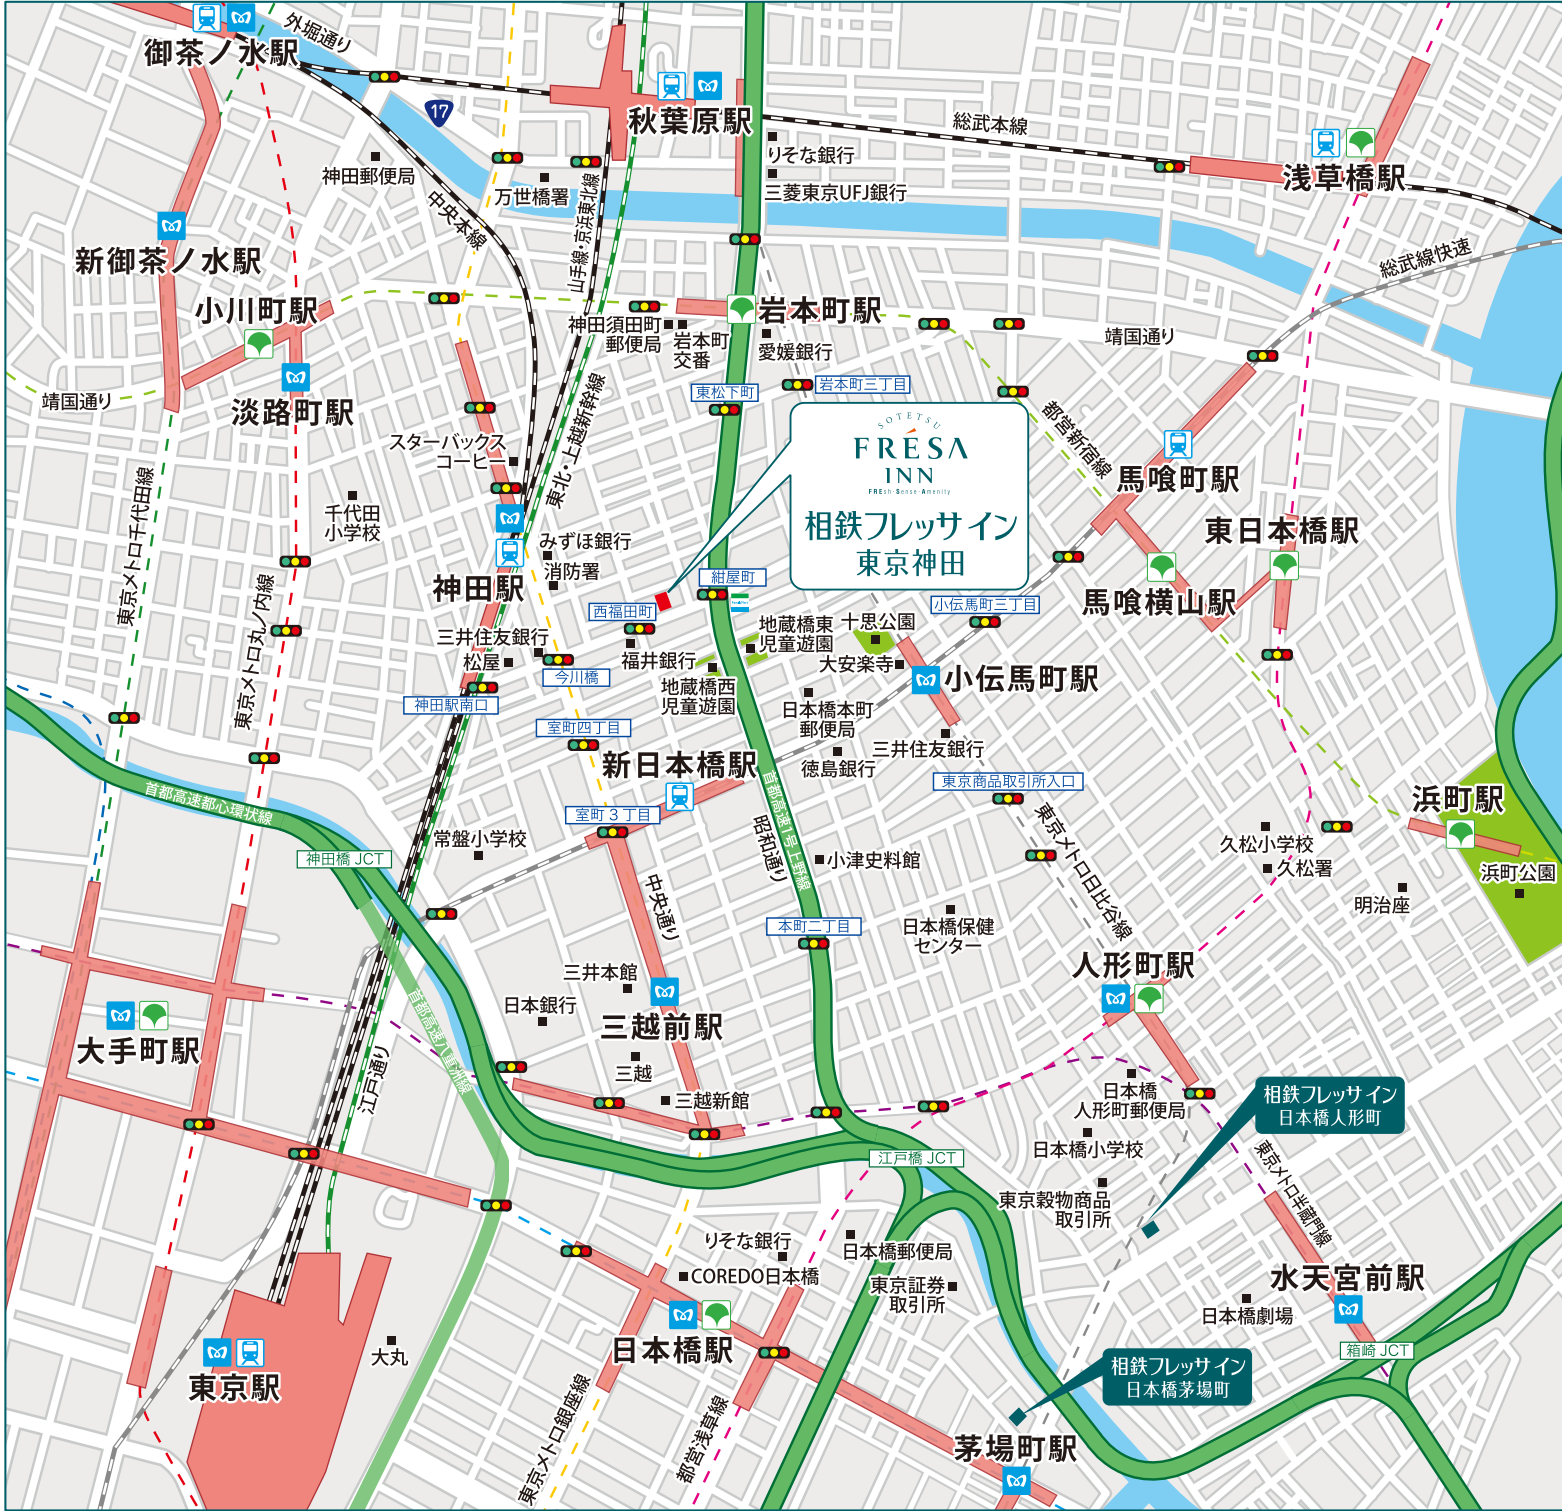 外堀通り
御茶ノ水駅
17
秋葉原駅
総武本線
りそな銀行
三菱東京UFJ銀行
浅草橋駅
神田郵便局
万世橋署
中央本線
山手線・京浜東北線
新御茶ノ水駅
総武線快速
小川町駅
神田須田町
郵便局
岩本町
交番
岩本町駅
愛媛銀行
靖国通り
靖国通り
淡路町駅
東松下町
岩本町三丁目
東北・上越新幹線
スターバックス
コーヒー
都営新宿線
SOTETSU
FRESA
INN
FREsh・Sense・Amenity
相鉄フレッサイン
東京神田
馬喰町駅
東日本橋駅
東京メトロ千代田線
千代田
小学校
みずほ銀行
消防署
神田駅
紺屋町
西福田町
馬喰横山駅
小伝馬町三丁目
東京メトロ丸ノ内線
三井住友銀行
松屋
今川橋
福井銀行
地蔵橋東
児童遊園
十思公園
大安楽寺
小伝馬町駅
地蔵橋西
児童遊園
神田駅南口
室町四丁目
日本橋本町
郵便局
三井住友銀行
徳島銀行
新日本橋駅
東京商品取引所入口
首都高速都心環状線
室町3丁目
首都高速1号上野線
昭和通り
浜町駅
神田橋 JCT
常盤小学校
小津史料館
東京メトロ日比谷線
久松小学校
久松署
浜町公園
明治座
中央通り
本町二丁目
日本橋保健
センター
人形町駅
三井本館
日本銀行
三越前駅
首都高速八重洲線
大手町駅
江戸通り
三越
三越新館
日本橋
人形町郵便局
相鉄フレッサイン
日本橋人形町
日本橋小学校
江戸橋 JCT
東京メトロ半蔵門線
東京穀物商品
取引所
りそな銀行
COREDO日本橋
日本橋郵便局
東京証券
取引所
水天宮前駅
日本橋劇場
日本橋駅
箱崎 JCT
大丸
東京駅
相鉄フレッサイン
日本橋茅場町
東京メトロ銀座線
都営浅草線
茅場町駅